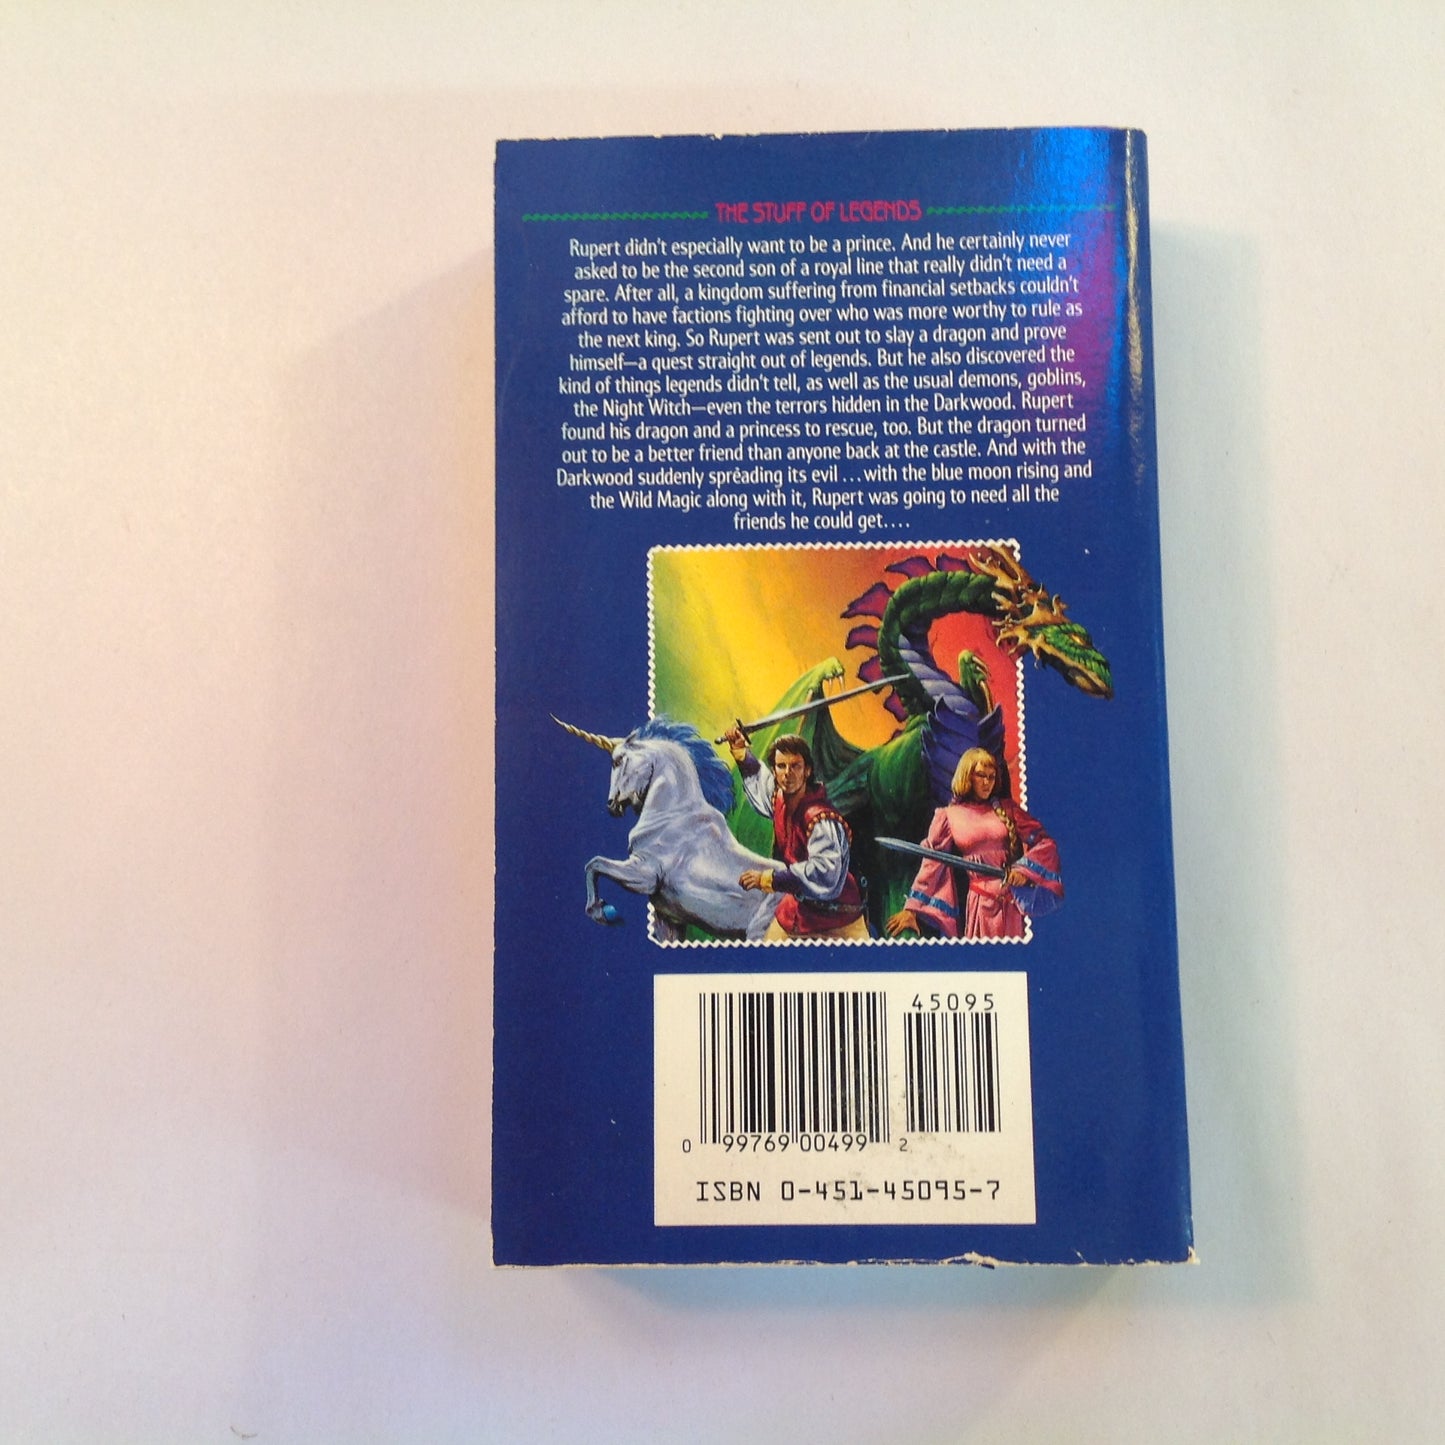 THE STUFF OF LEGENDS
Rupert didn't especially want to be a prince. And he certainly never
asked to be the second son of a royal line that really didn't need a
spare. After all, a kingdom suffering from financial setbacks couldn't
afford to have factions fighting over who was more worthy to rule as
the next king. So Rupert was sent out to slay a dragon and prove
himself—a quest straight out of legends. But he also discovered the
kind of things legends didn't tell, as well as the usual demons, goblins,
the Night Witch—even the terrors hidden in the Darkwood. Rupert
found his dragon and a princess to rescue, too. But the dragon turned
out to be a better friend than anyone back at the castle. And with the
Darkwood suddenly spreading its evil ... with the blue moon rising and
the Wild Magic along with it, Rupert was going to need all the
friends he could get....
45095
0 99769 00499 2
ISBN 0-451-45095-7